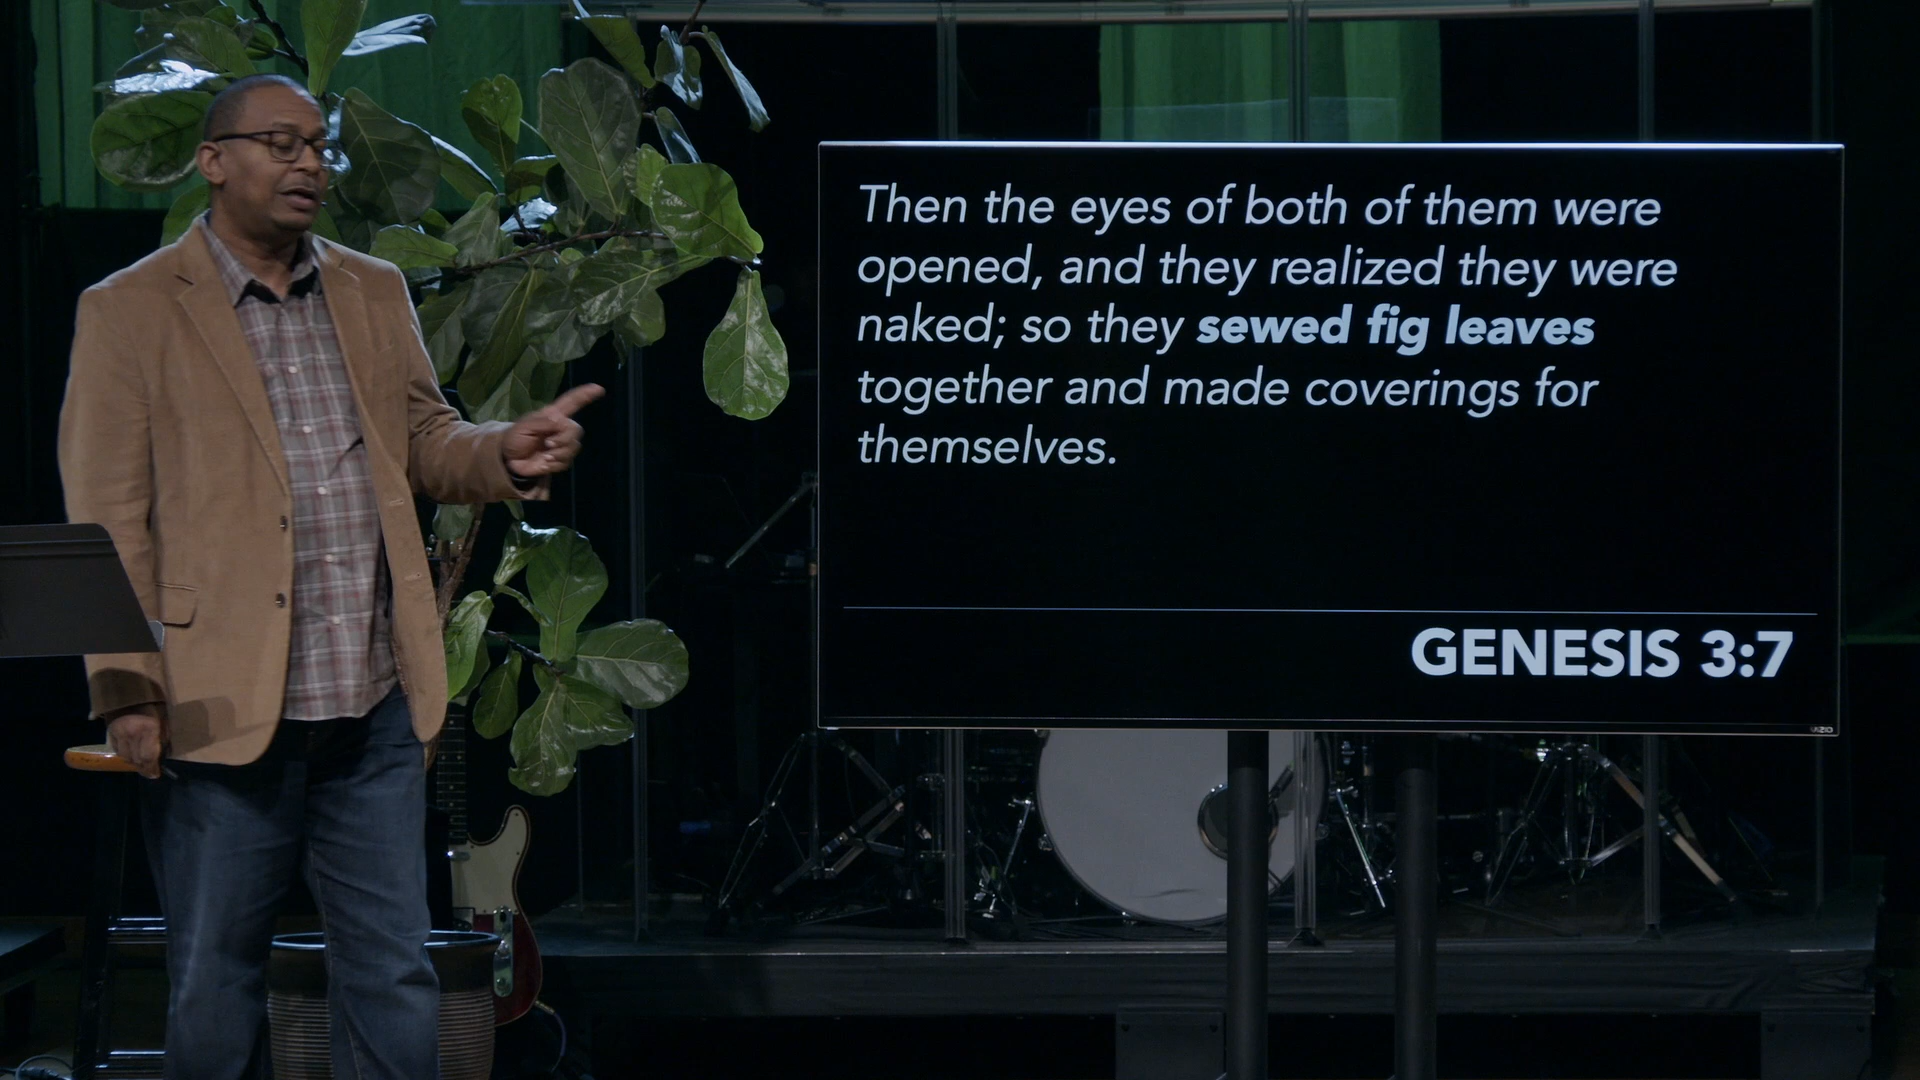 Then the eyes of both of them were
opened, and they realized they were
naked; so they sewed fig leaves
together and made coverings for
themselves.
GENESIS 3:7
VIZIO